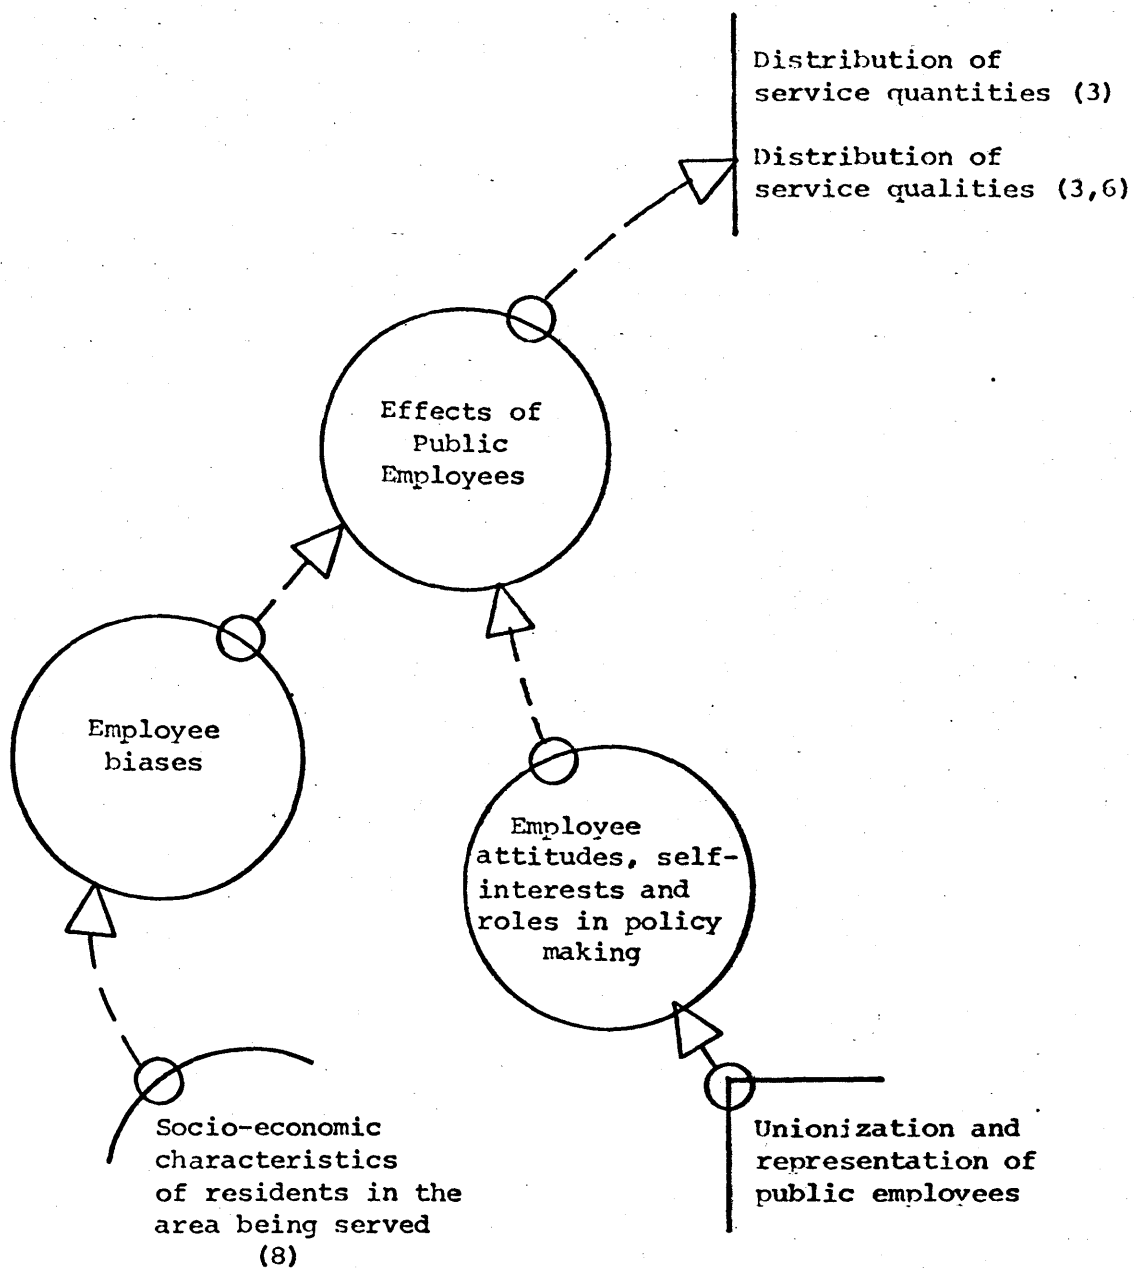 Distribution of
service quantities (3)
Distribution of
service qualities (3,6)
Effects of
Public
Employees
Employee
biases
Employee
attitudes, self-
interests and
roles in policy
making
Socio-economic
characteristics
of residents in the
area being served
(8)
Unionization and
representation of
public employees